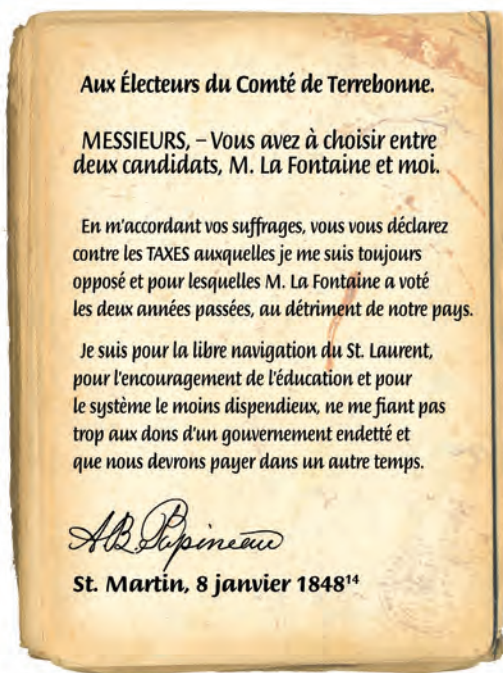 Aux Électeurs du Comté de Terrebonne.
MESSIEURS, – Vous avez à choisir entre
deux candidats, M. La Fontaine et moi.
En m'accordant vos suffrages, vous vous déclarez
contre les TAXES auxquelles je me suis toujours
opposé et pour lesquelles M. La Fontaine a voté
les deux années passées, au détriment de notre pays.
Je suis pour la libre navigation du St. Laurent,
pour l'encouragement de l'éducation et pour
le système le moins dispendieux, ne me fiant pas
trop aux dons d'un gouvernement endetté et
que nous devrons payer dans un autre temps.
A.B. Papineau
St. Martin, 8 janvier 1848¹⁴